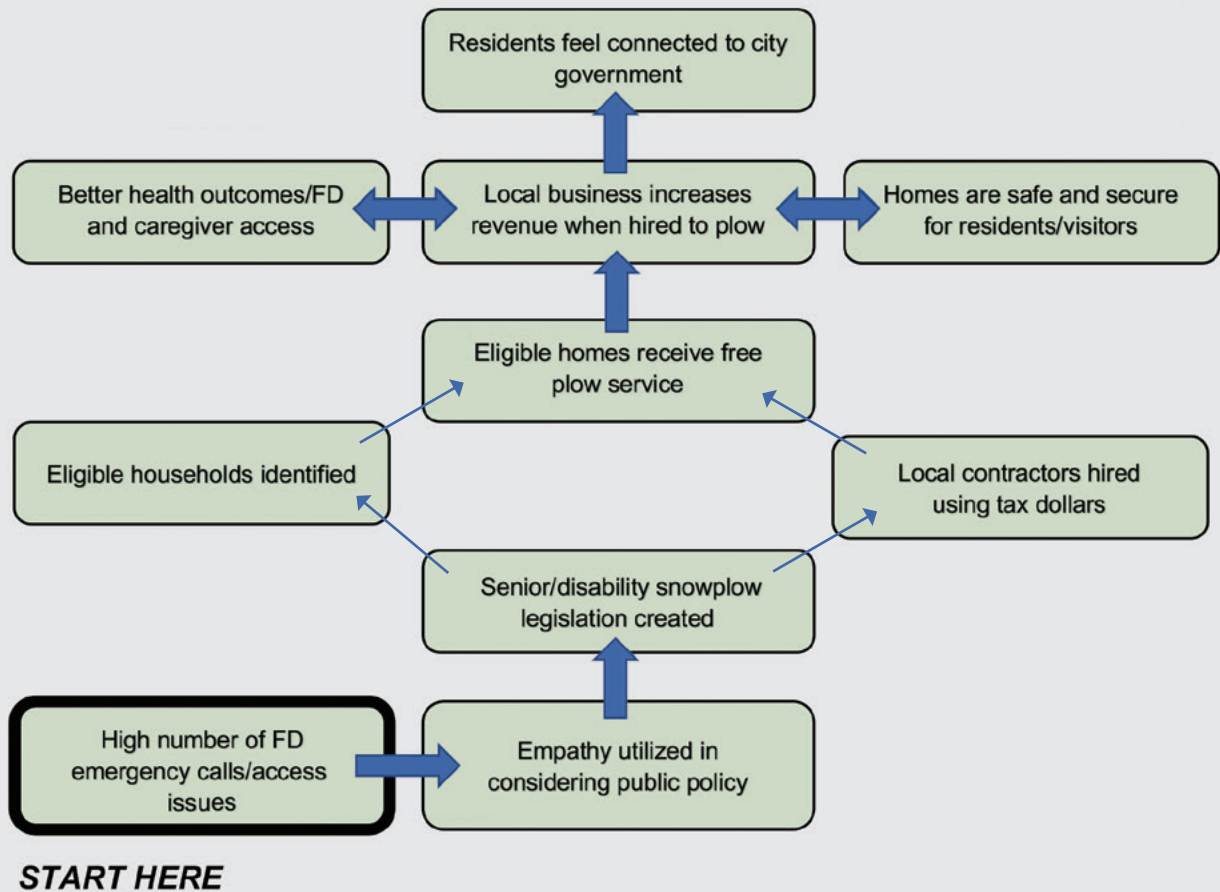 Residents feel connected to city
government
Better health outcomes/FD
and caregiver access
Local business increases
revenue when hired to plow
Homes are safe and secure
for residents/visitors
Eligible homes receive free
plow service
Eligible households identified
Local contractors hired
using tax dollars
Senior/disability snowplow
legislation created
High number of FD
emergency calls/access
issues
Empathy utilized in
considering public policy
START HERE